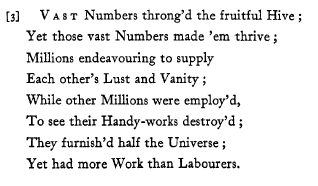 [3] VAST Numbers throng'd the fruitful Hive ;
Yet those vast Numbers made 'em thrive ;
Millions endeavouring to supply
Each other's Lust and Vanity ;
While other Millions were employ'd,
To see their Handy-works destroy'd ;
They furnish'd half the Universe ;
Yet had more Work than Labourers.